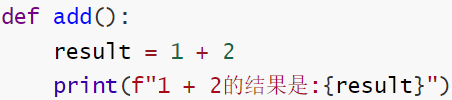 def add():
    result = 1 + 2
    print(f"1 + 2的结果是:{result}")